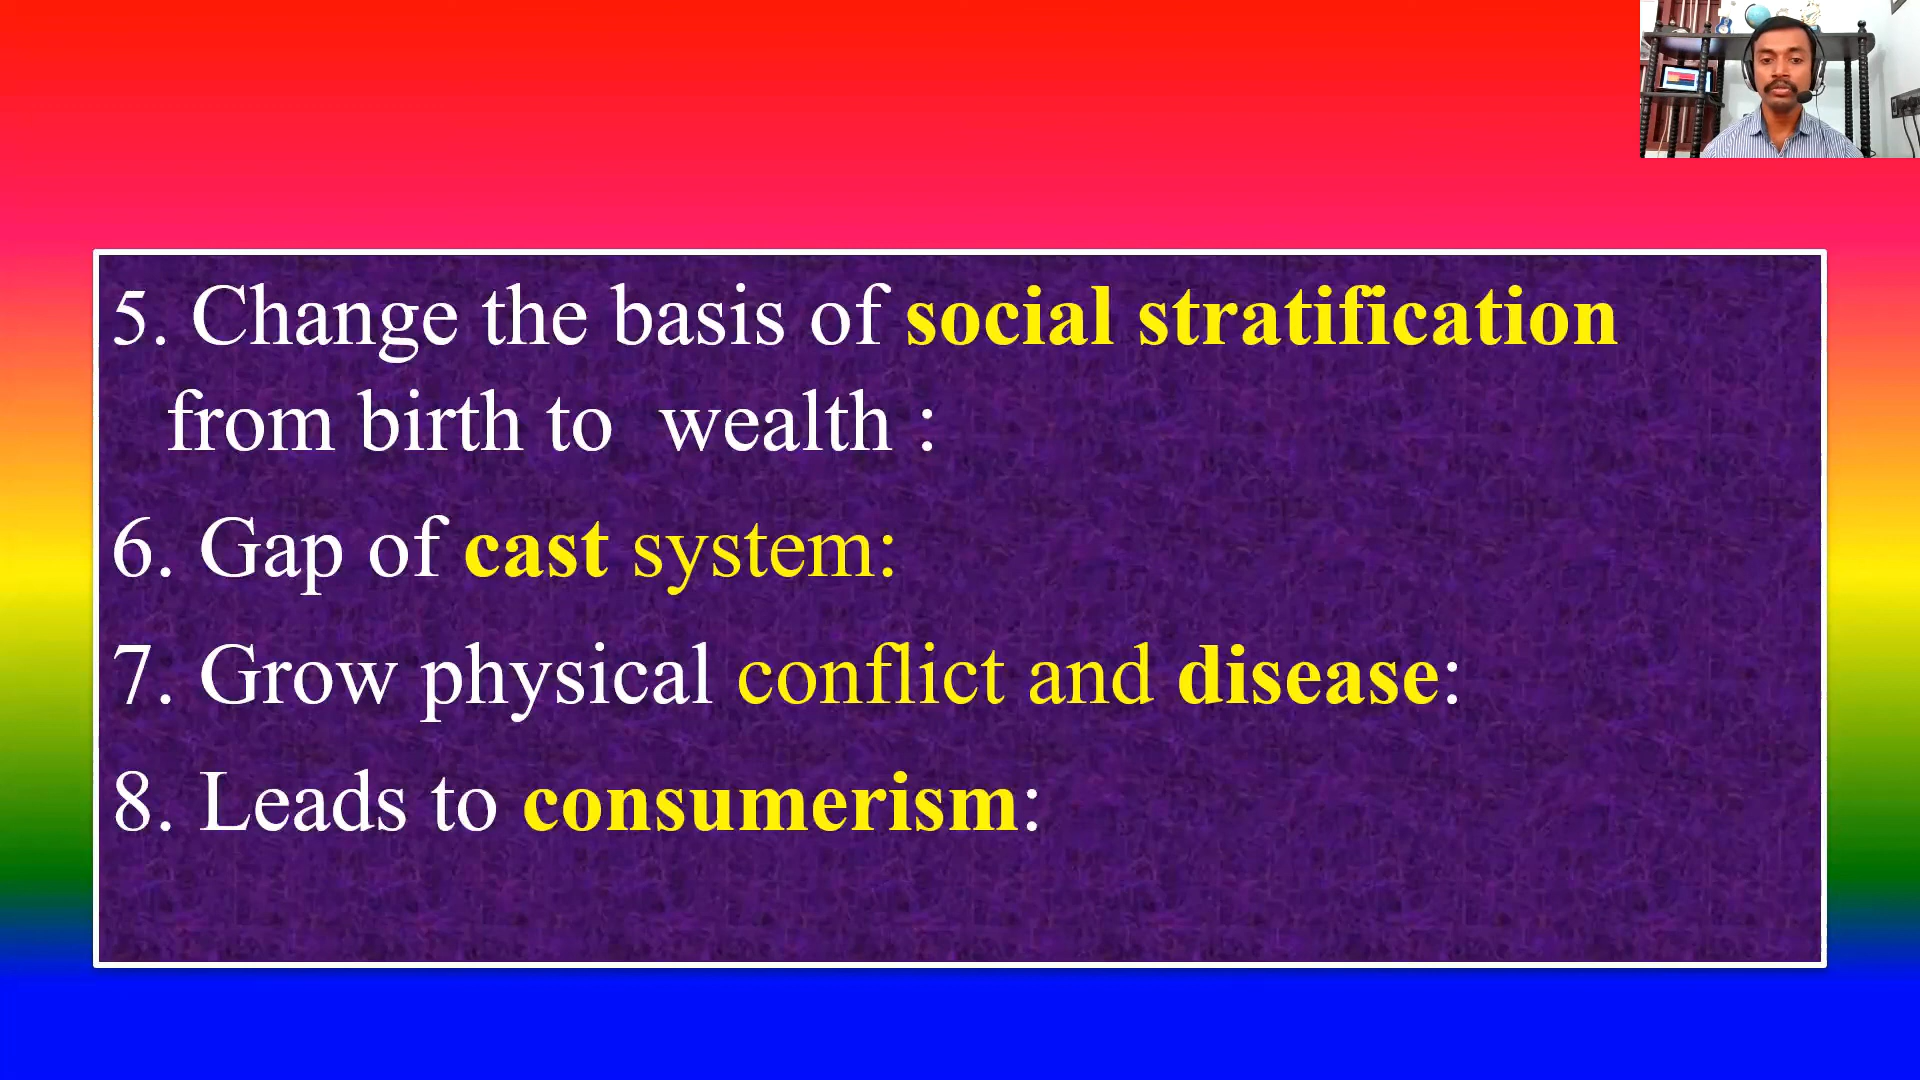 5. Change the basis of social stratification
from birth to wealth :
6. Gap of cast system:
7. Grow physical conflict and disease:
8. Leads to consumerism: